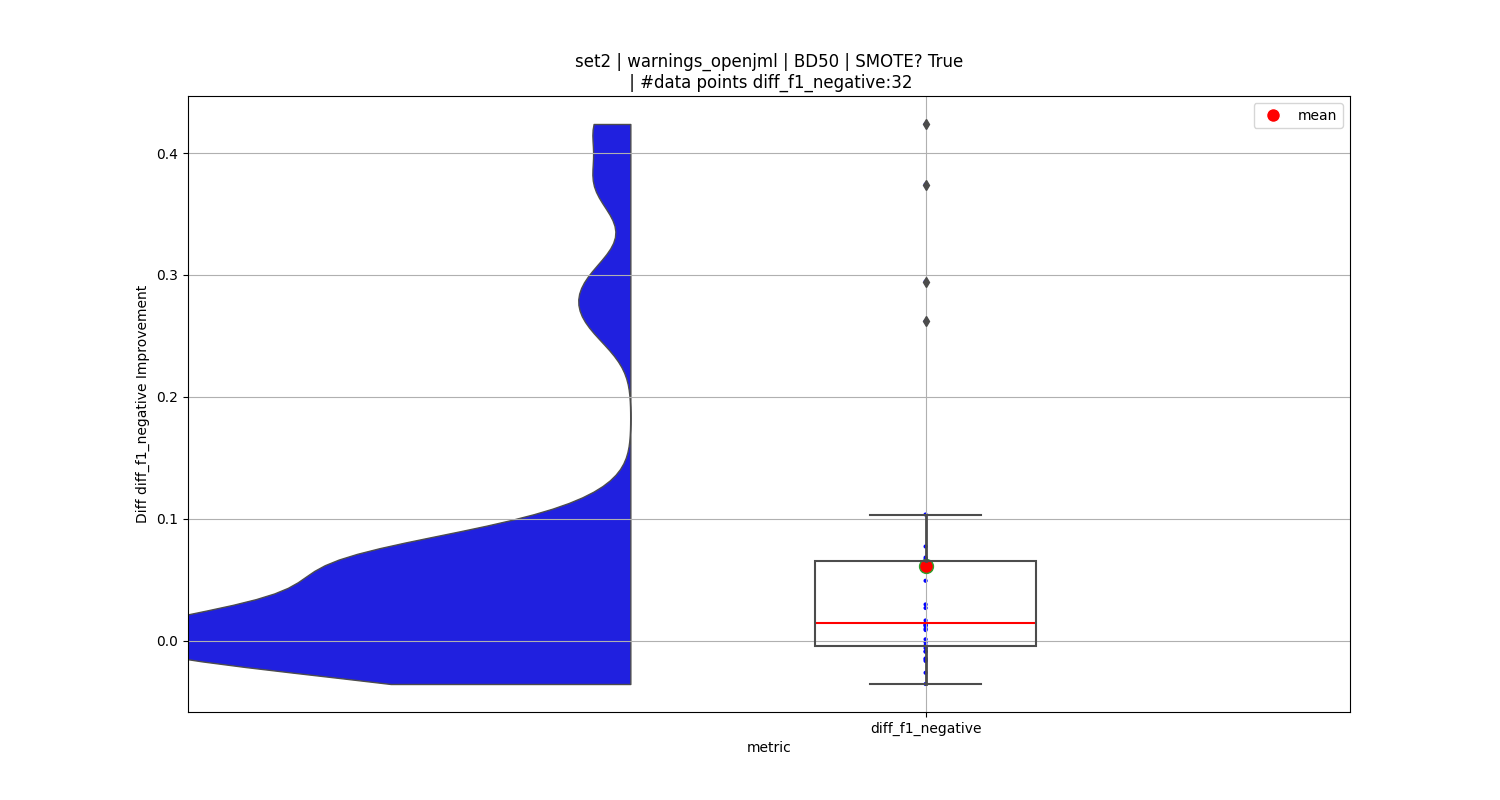 set2 | warnings_openjml | BD50 | SMOTE? True
| #data points diff_f1_negative:32
mean
0.4
0.3
0.2
0.1
0.0
Diff diff_f1_negative Improvement
diff_f1_negative
metric